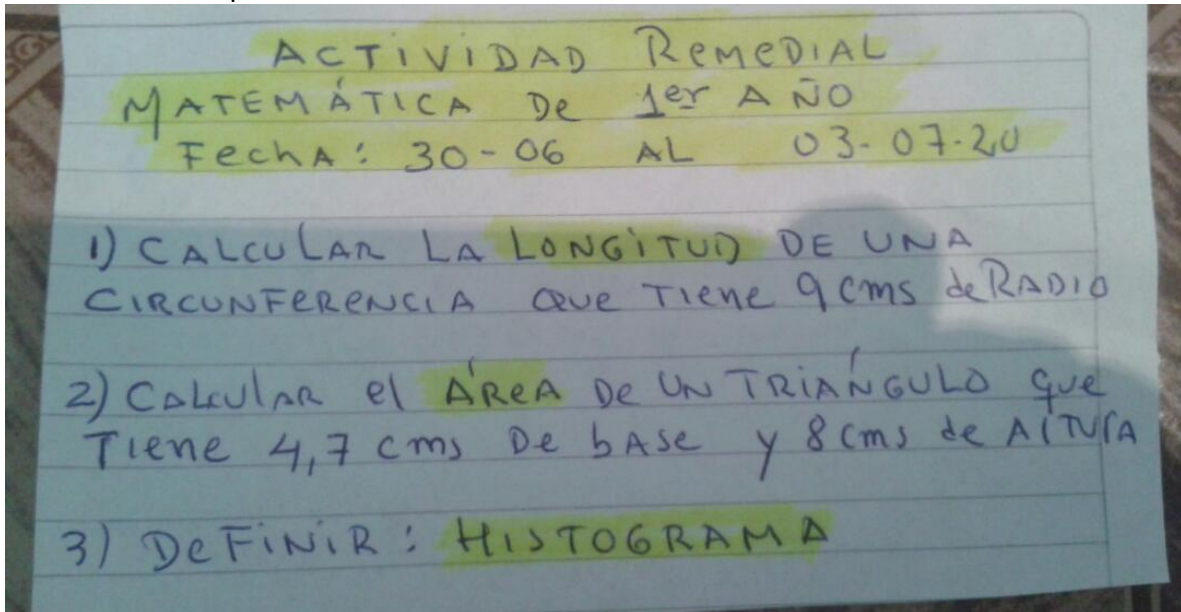 ACTIVIDAD REMEDIAL
MATEMÁTICA De 1er AÑO
FechA: 30-06 AL 03-07-20
1) CALCULAR LA LONGITUD DE UNA
CIRCUNFERENCIA QUE TIENE 9 cms de RADIO
2) CALCULAR el ÁREA De UN TRIÁNGULO que
TIENE 4,7 cms De bASe y 8 cms de AlTURA
3) DeFINIR: HISTOGRAMA